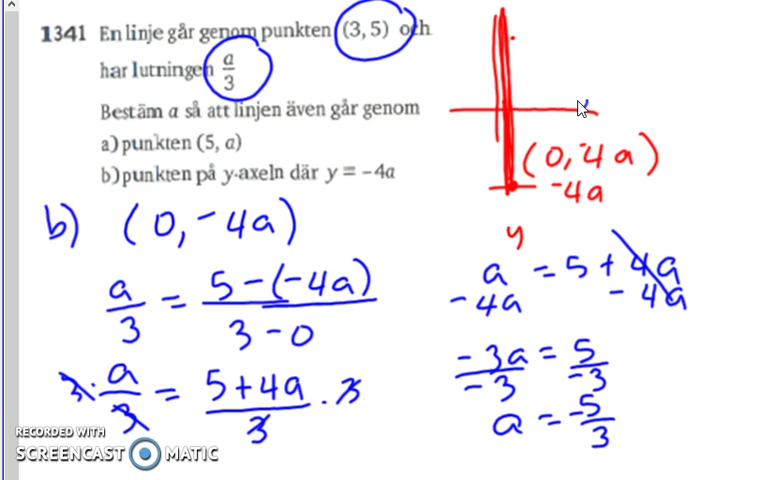 1341 En linje går genom punkten (3, 5) och
har lutningen a/3
Bestäm a så att linjen även går genom
a) punkten (5, a)
b) punkten på y-axeln där y = −4a
(0, -4a)
-4a
y
b) (0, -4a)
a/3 = 5-(-4a)/3-0
3·a/3 = 5+4a/3 · 3
a = 5 + 4a
-4a - 4a
-3a/-3 = 5/-3
a = -5/3
RECORDED WITH
SCREENCAST MATIC